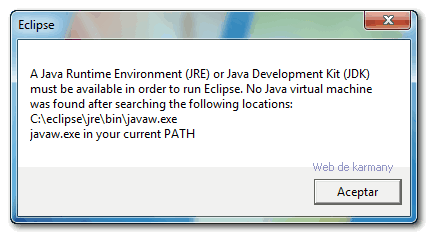 Eclipse
A Java Runtime Environment (JRE) or Java Development Kit (JDK)
must be available in order to run Eclipse. No Java virtual machine
was found after searching the following locations:
C:\eclipse\jre\bin\javaw.exe
javaw.exe in your current PATH
Web de karmany
Aceptar